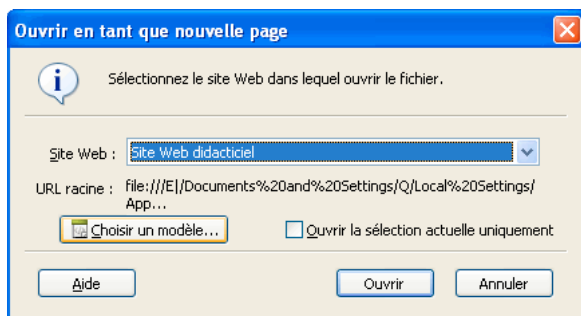 Ouvrir en tant que nouvelle page
Sélectionnez le site Web dans lequel ouvrir le fichier.
Site Web : Site Web didacticiel
URL racine : file:///E|/Documents%20and%20Settings/Q/Local%20Settings/
App...
Choisir un modèle... Ouvrir la sélection actuelle uniquement
Aide Ouvrir Annuler